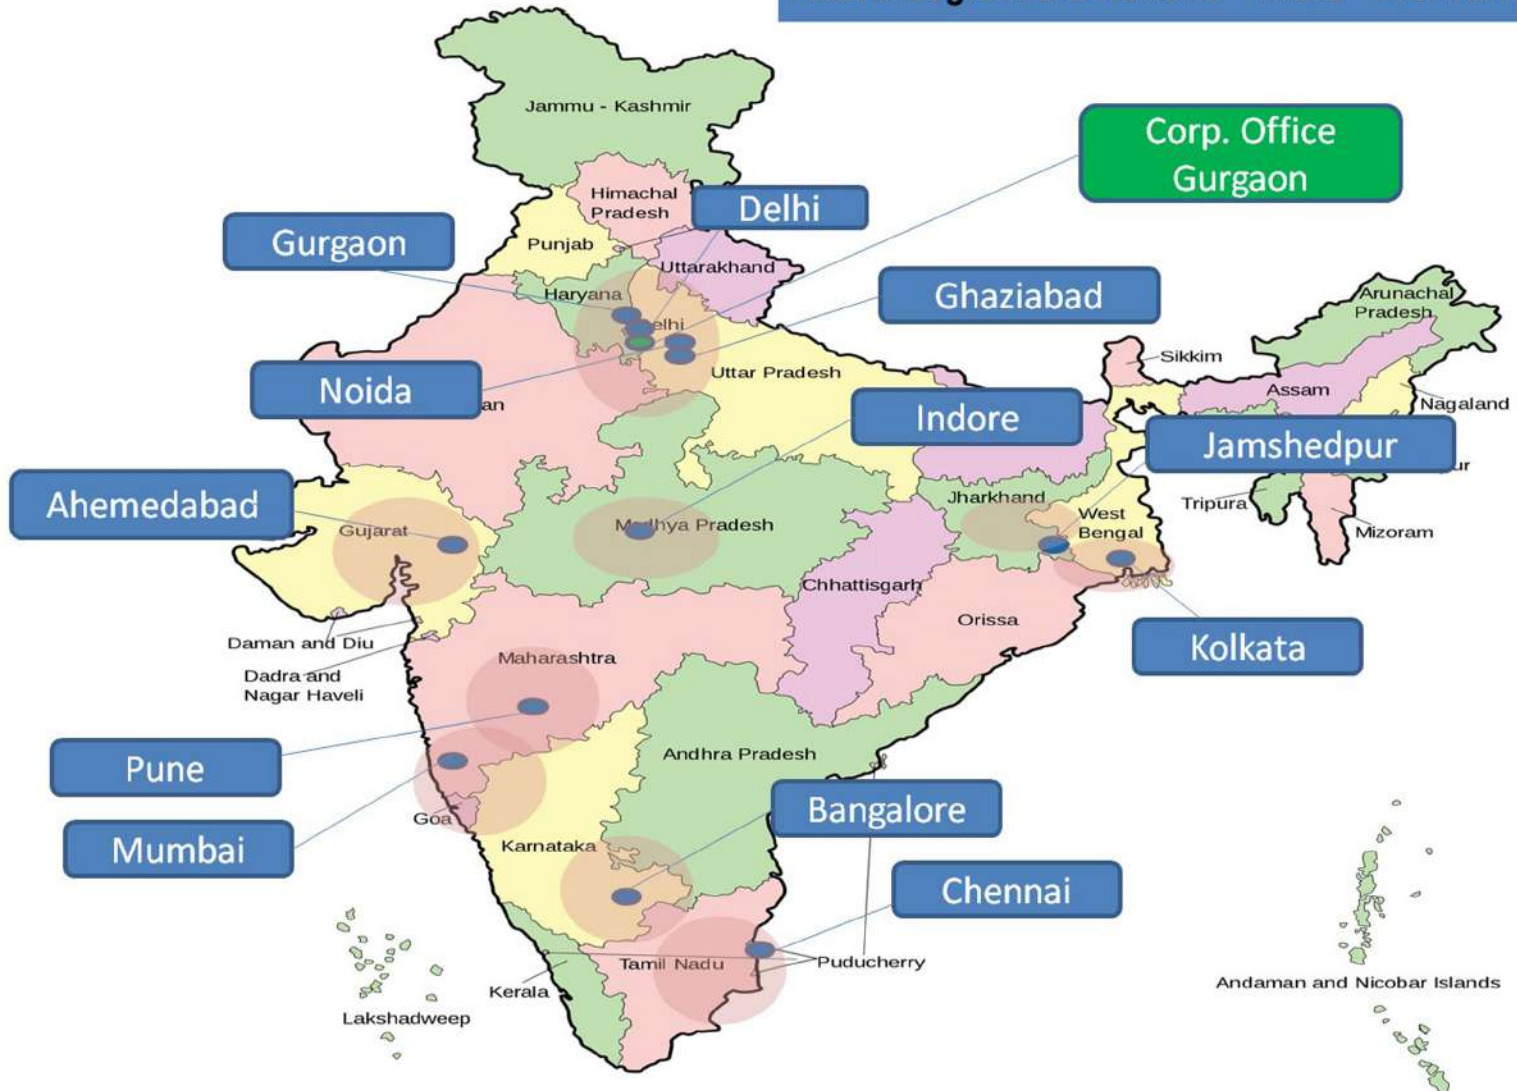 Jammu - Kashmir
Corp. Office
Gurgaon
Himachal
Pradesh
Delhi
Gurgaon
Punjab
Uttarakhand
Haryana
Ghaziabad
Arunachal
Pradesh
elhi
Sikkim
Noida
an
Uttar Pradesh
Assam
Nagaland
Indore
Jamshedpur
ur
Ahemedabad
Gujarat
Madhya Pradesh
Jharkhand
West
Bengal
Tripura
Mizoram
Chhattisgarh
Orissa
Daman and Diu
Kolkata
Dadra and
Nagar Haveli
Maharashtra
Pune
Andhra Pradesh
Goa
Mumbai
Bangalore
Karnataka
Chennai
Tamil Nadu
Puducherry
Kerala
Lakshadweep
Andaman and Nicobar Islands